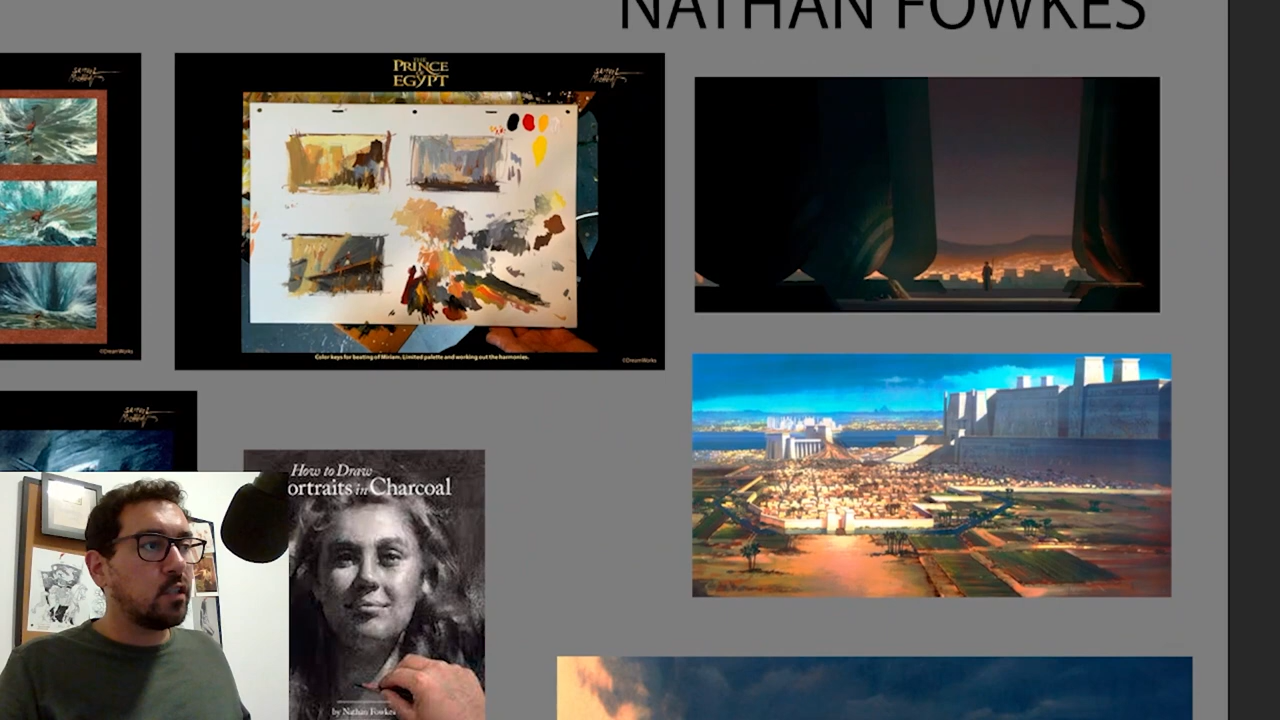 NATHAN FOWKES
THE
PRINCE
OF
EGYPT
Color keys for beating of Miriam. Limited palette and working out the harmonies.
©DreamWorks
©DreamWorks
How to Draw
ortraits in Charcoal
by Nathan Fowkes